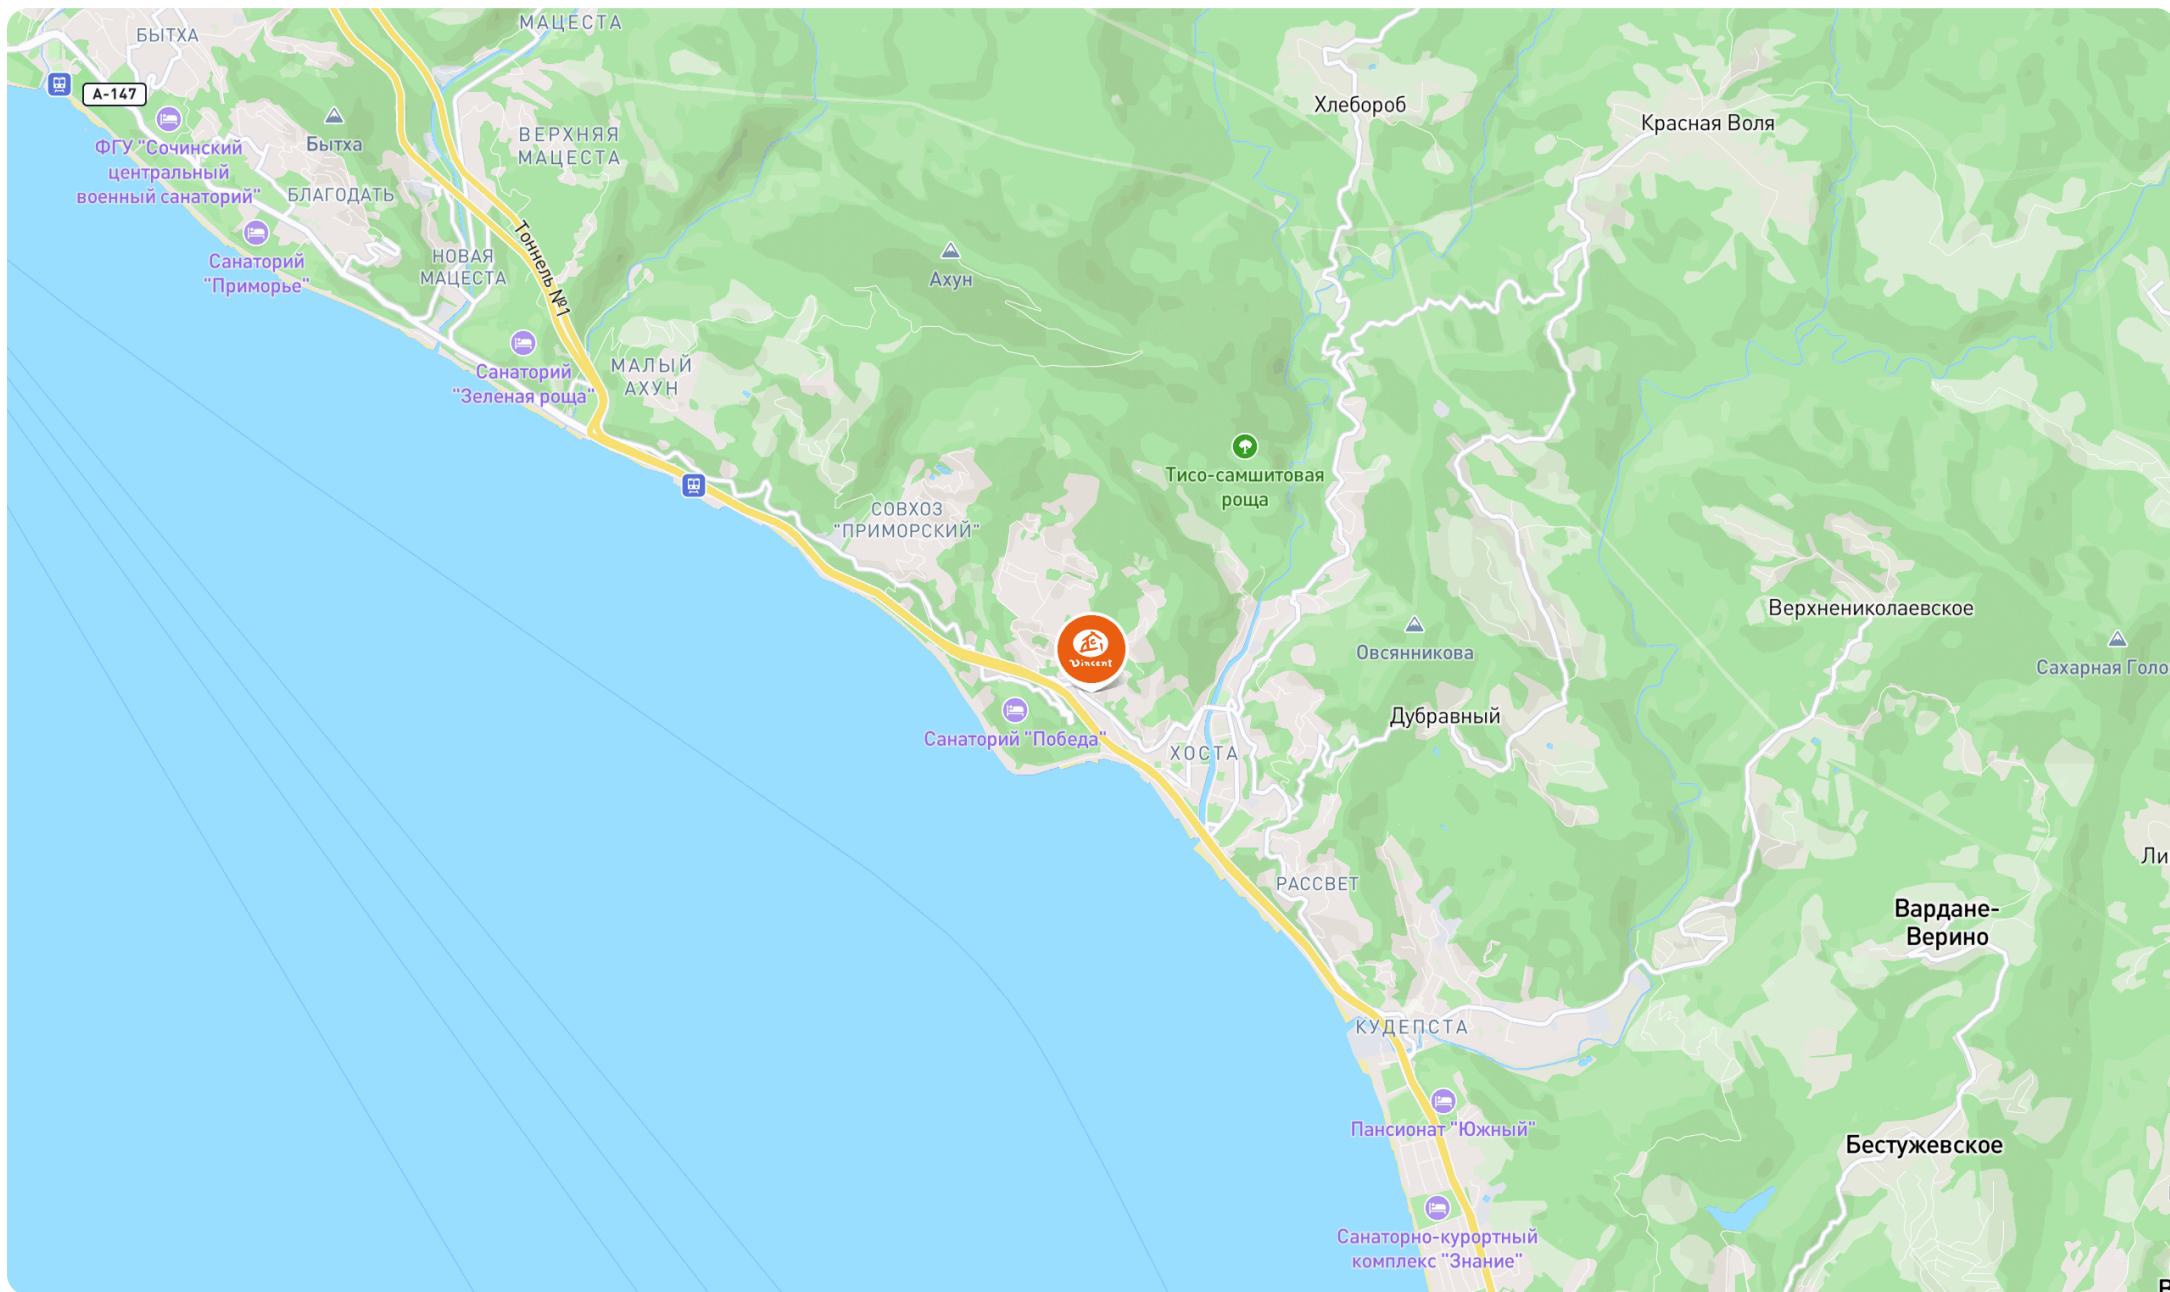 МАЦЕСТА
БЫТХА
А-147
Хлебороб
Красная Воля
Бытха
ВЕРХНЯЯ
МАЦЕСТА
ФГУ "Сочинский
центральный
военный санаторий"
БЛАГОДАТЬ
Тоннель №1
НОВАЯ
МАЦЕСТА
Санаторий
"Приморье"
Ахун
Санаторий
"Зеленая роща"
МАЛЫЙ
АХУН
Тисо-самшитовая
роща
СОВХОЗ
"ПРИМОРСКИЙ"
Верхнениколаевское
Vincent
Овсянникова
Сахарная Голо
Дубравный
Санаторий "Победа"
ХОСТА
Ли
РАССВЕТ
Вардане-
Верино
КУДЕПСТА
Пансионат "Южный"
Бестужевское
Санаторно-курортный
комплекс "Знание"